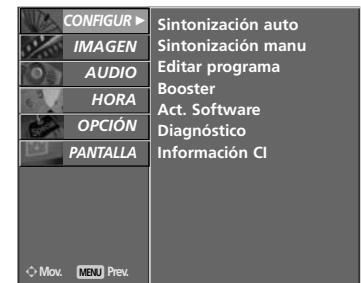 CONFIGUR ►
IMAGEN
AUDIO
HORA
OPCIÓN
PANTALLA
Mov. MENU Prev.
Sintonización auto
Sintonización manu
Editar programa
Booster
Act. Software
Diagnóstico
Información CI